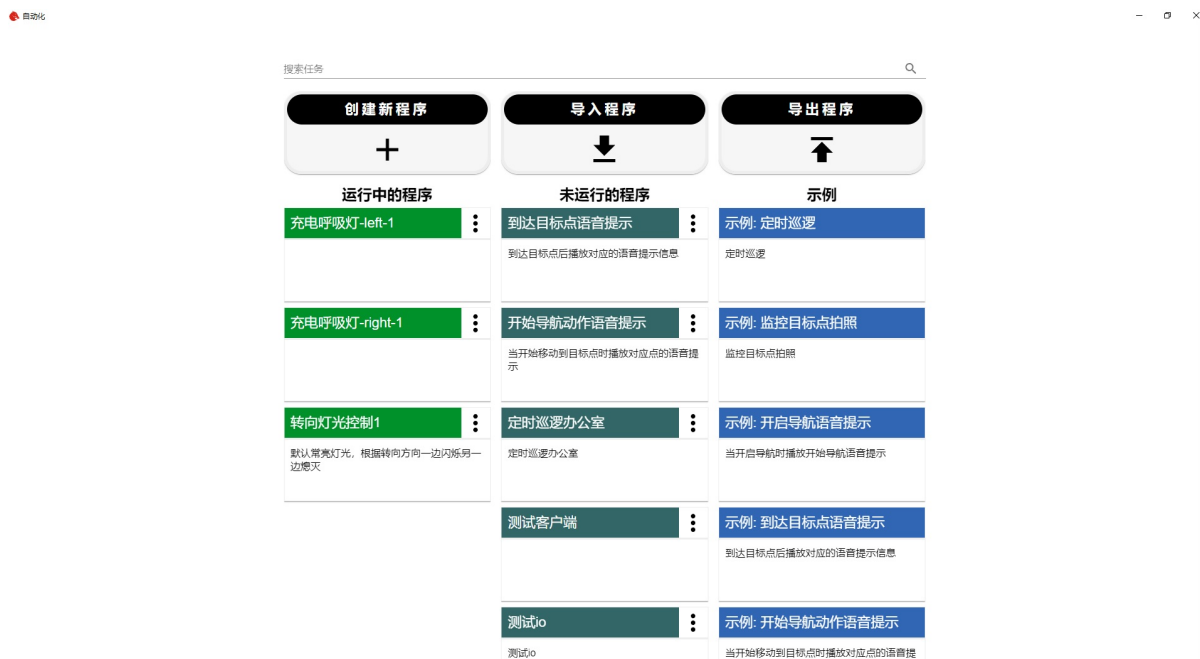 自动化
搜索任务
创建新程序
导入程序
导出程序
运行中的程序
充电呼吸灯-left-1
充电呼吸灯-right-1
转向灯光控制1
默认常亮灯光，根据转向方向一边闪烁另一
边熄灭
未运行的程序
到达目标点语音提示
到达目标点后播放对应的语音提示信息
开始导航动作语音提示
当开始移动到目标点时播放对应点的语音提
示
定时巡逻办公室
定时巡逻办公室
测试客户端
测试io
测试io
示例
示例: 定时巡逻
定时巡逻
示例: 监控目标点拍照
监控目标点拍照
示例: 开启导航语音提示
当开启导航时播放开始导航语音提示
示例: 到达目标点语音提示
到达目标点后播放对应的语音提示信息
示例: 开始导航动作语音提示
当开始移动到目标点时播放对应点的语音提